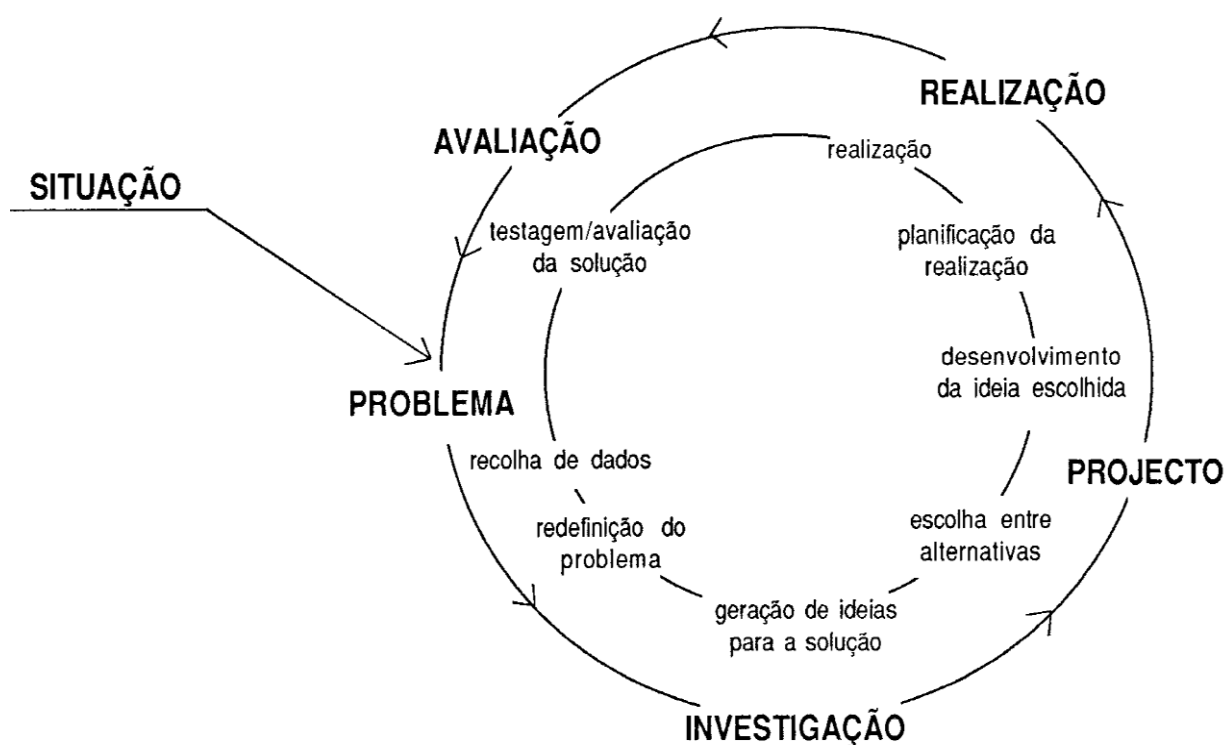 REALIZAÇÃO
AVALIAÇÃO
realização
SITUAÇÃO
testagem/avaliação
da solução
planificação da
realização
desenvolvimento
da ideia escolhida
PROBLEMA
recolha de dados
PROJECTO
redefinição do
problema
escolha entre
alternativas
geração de ideias
para a solução
INVESTIGAÇÃO